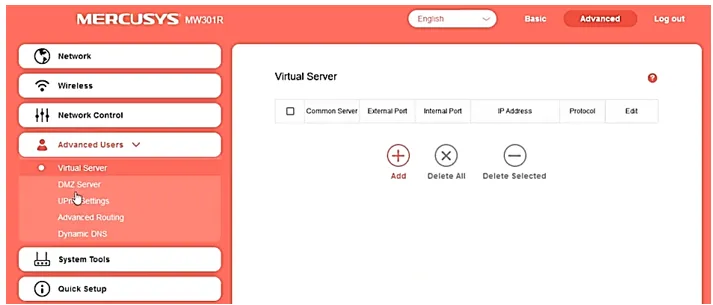 MERCUSYS MW301R
English
Basic
Advanced
Log out
Network
Wireless
Network Control
Advanced Users
Virtual Server
DMZ Server
Settings
Advanced Routing
Dynamic DNS
System Tools
Quick Setup
Virtual Server
?
Common Server External Port Internal Port IP Address Protocol Edit
Add Delete All Delete Selected